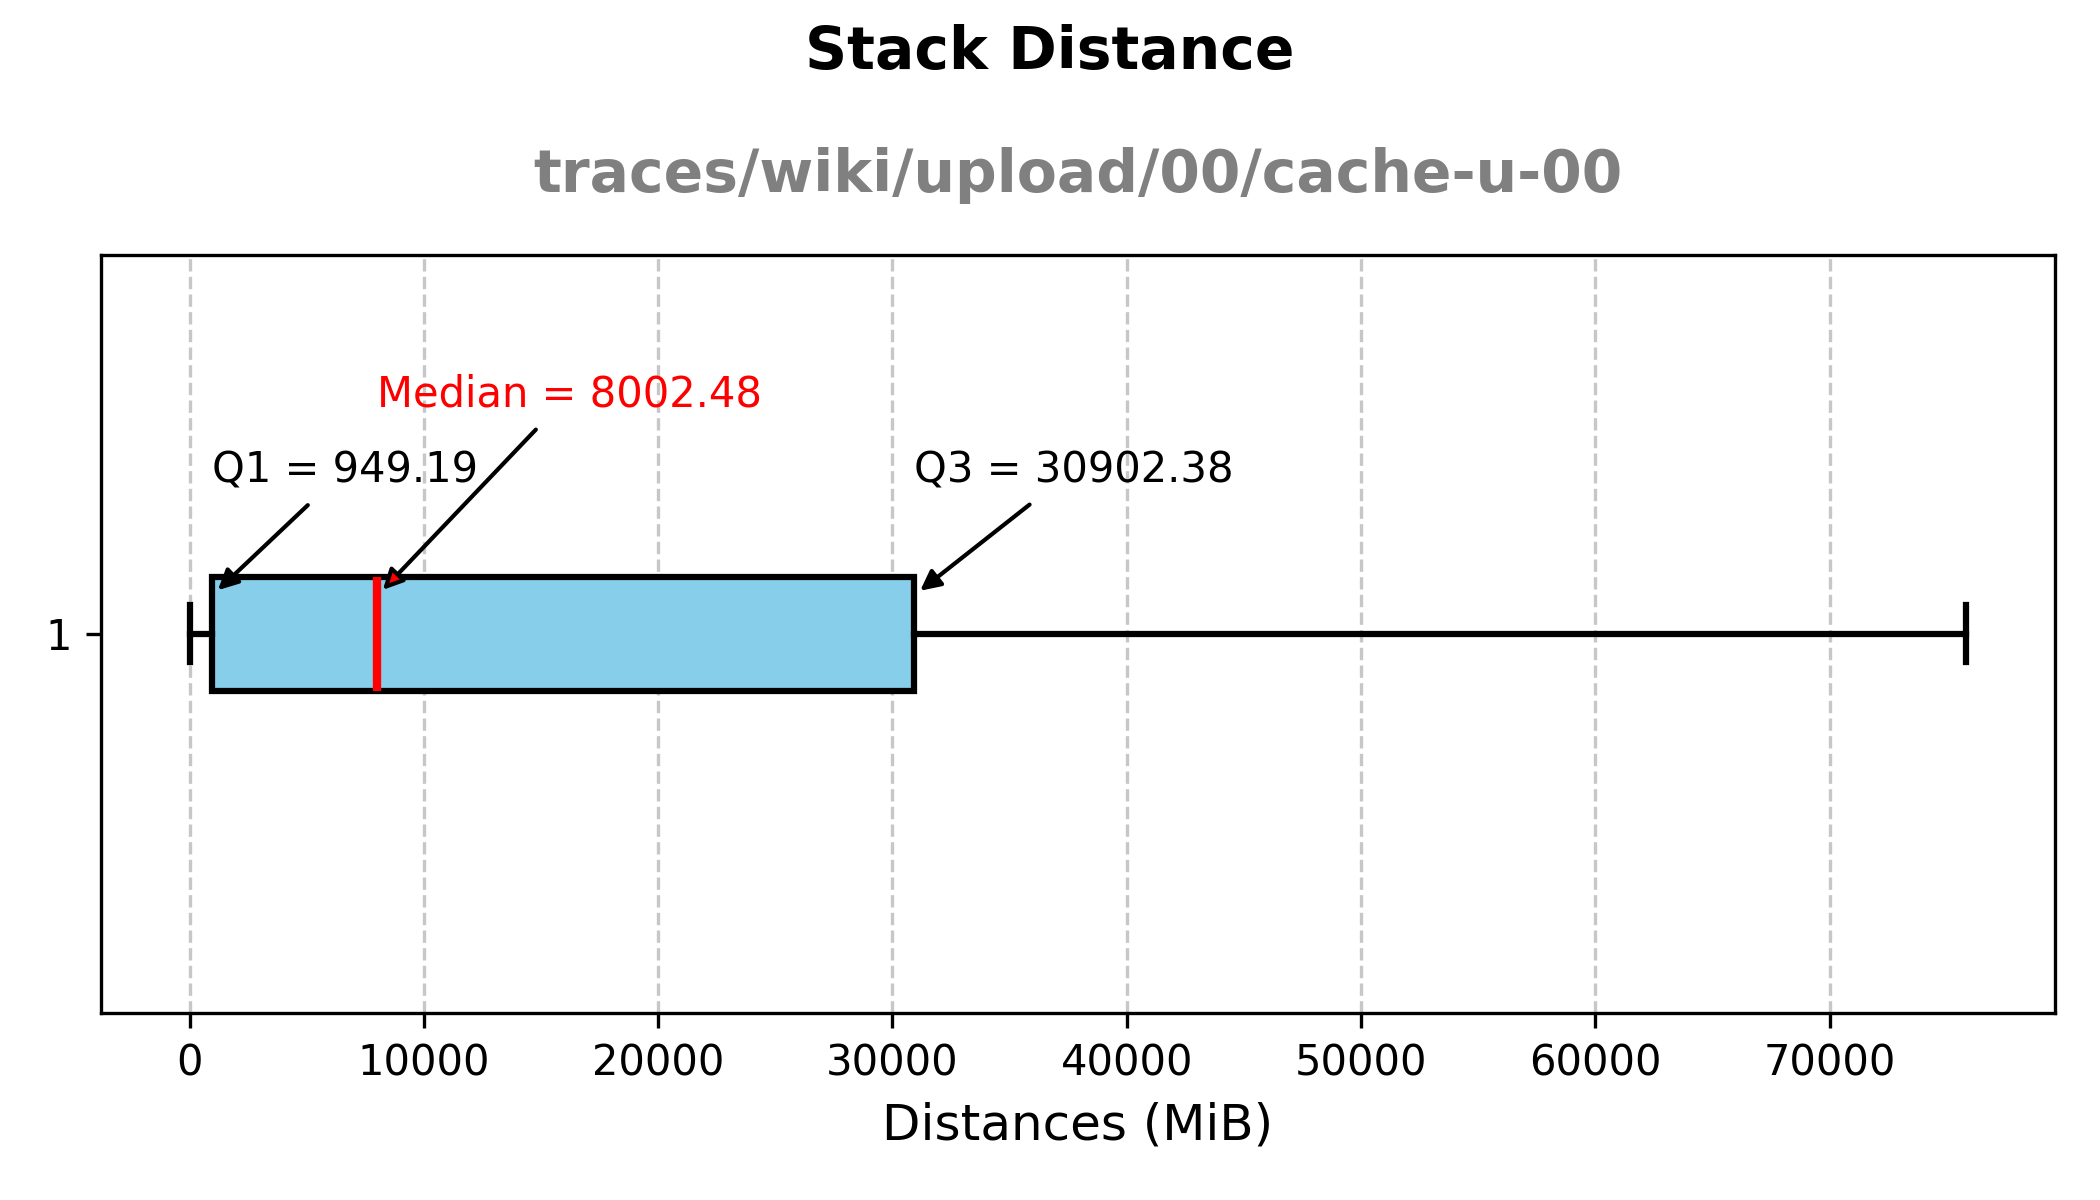 Stack Distance
traces/wiki/upload/00/cache-u-00
Median = 8002.48
Q1 = 949.19
Q3 = 30902.38
1
0 10000 20000 30000 40000 50000 60000 70000
Distances (MiB)